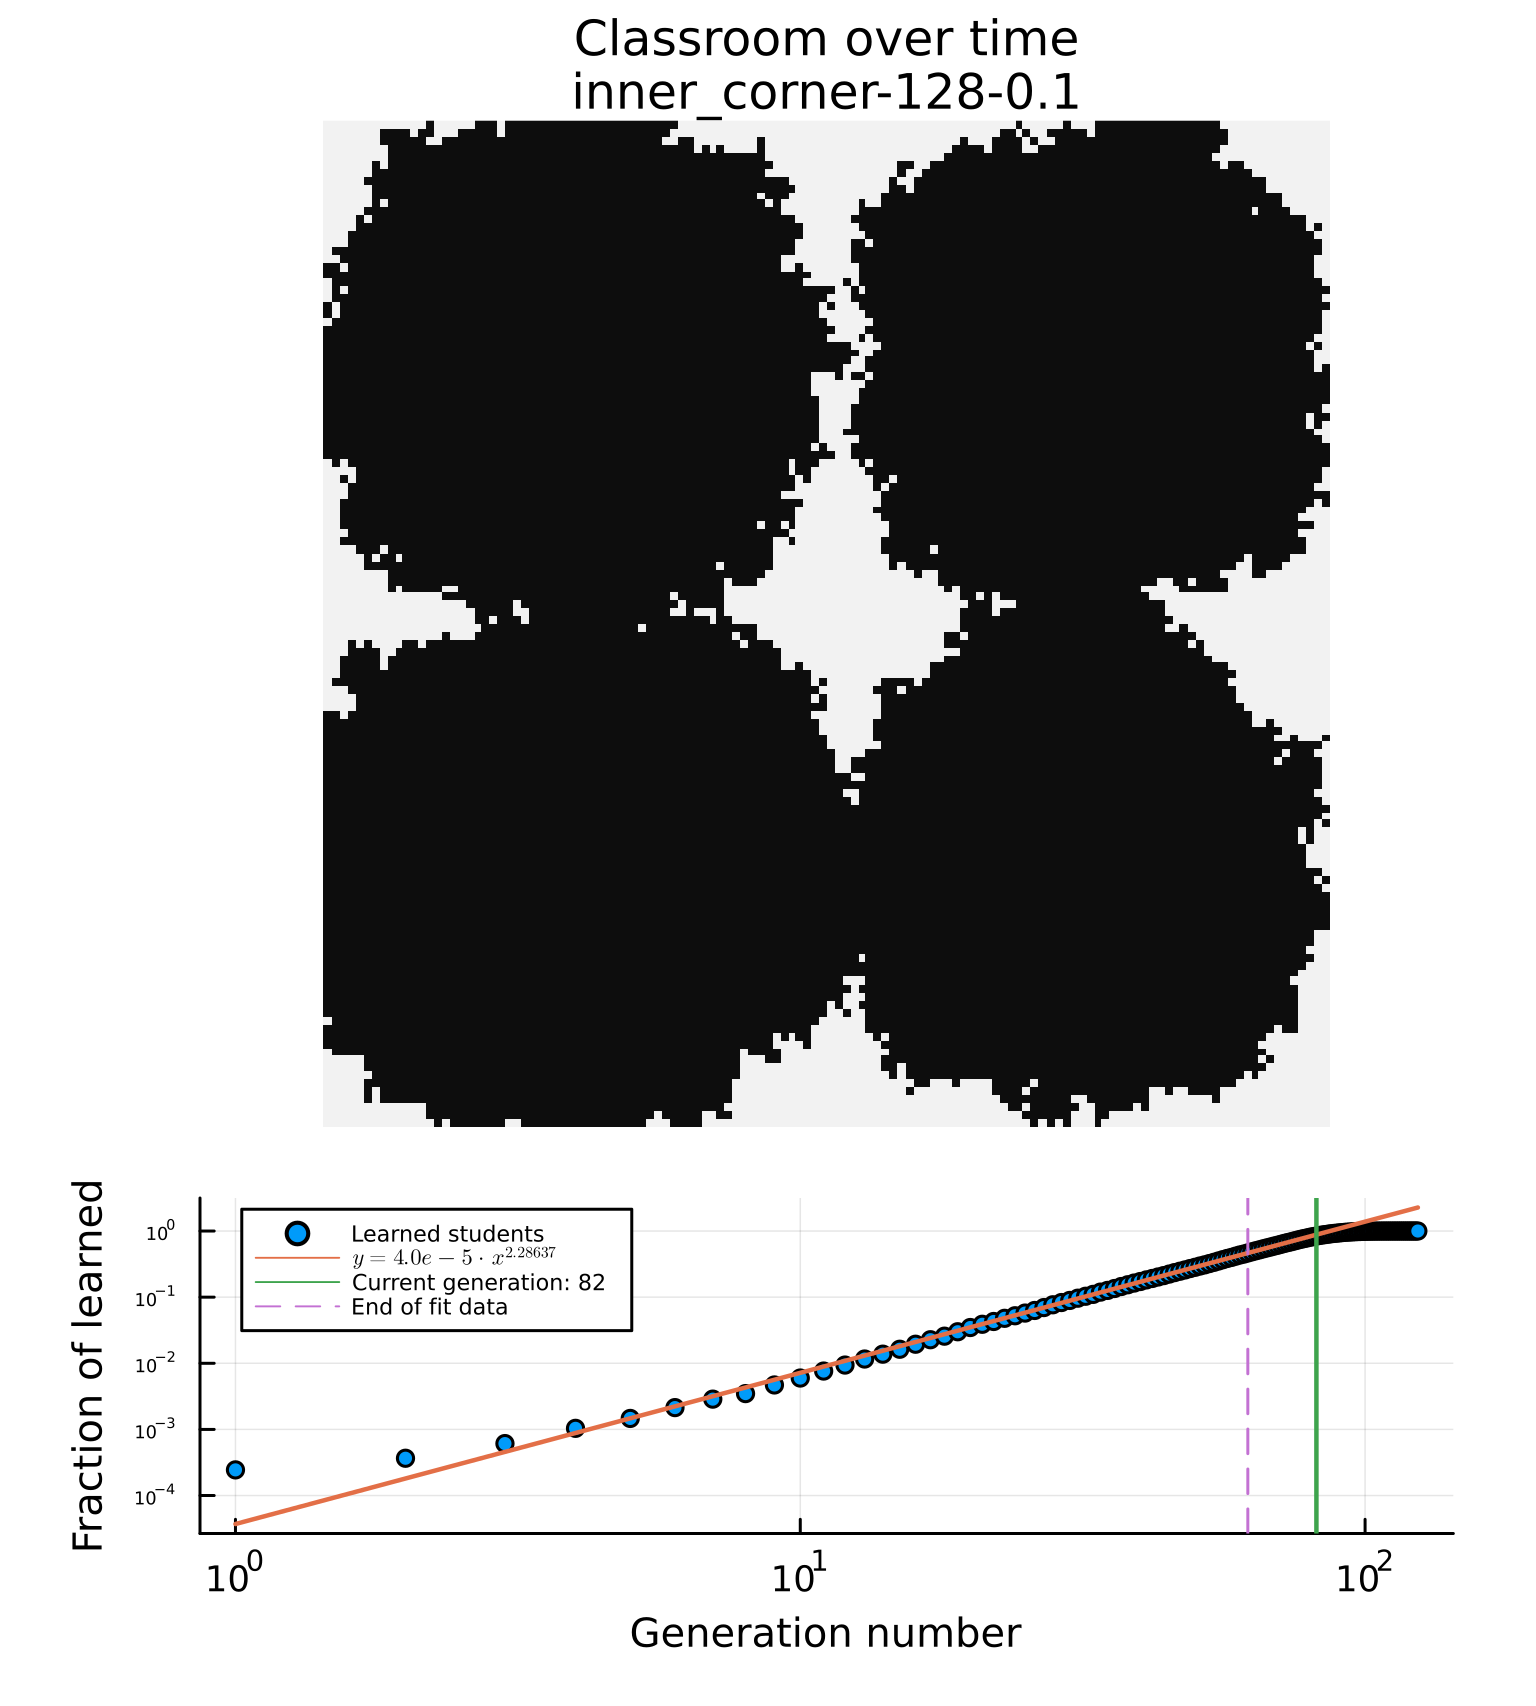 Classroom over time
inner_corner-128-0.1
Fraction of learned
10^0
10^-1
10^-2
10^-3
10^-4
Learned students
y = 4.0e − 5 · x^2.28637
Current generation: 82
End of fit data
10^0 10^1 10^2
Generation number